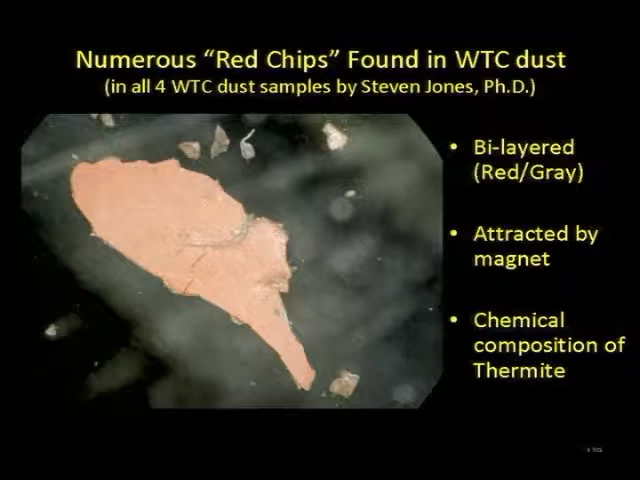 Numerous “Red Chips” Found in WTC dust
(in all 4 WTC dust samples by Steven Jones, Ph.D.)
• Bi-layered
(Red/Gray)
• Attracted by
magnet
• Chemical
composition of
Thermite